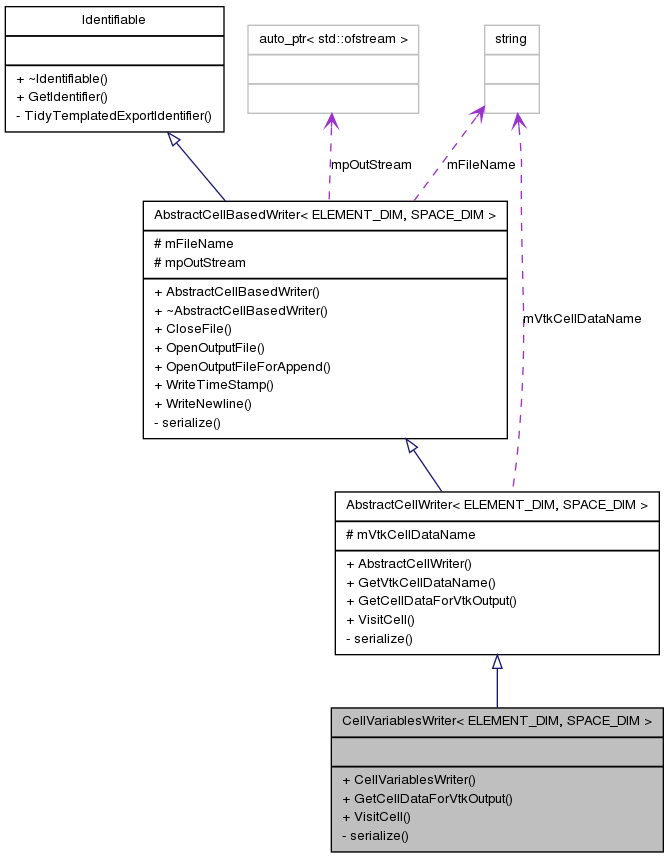 Identifiable
+ ~Identifiable()
+ GetIdentifier()
- TidyTemplatedExportIdentifier()
auto_ptr< std::ofstream >
string
mpOutStream
mFileName
AbstractCellBasedWriter< ELEMENT_DIM, SPACE_DIM >
# mFileName
# mpOutStream
+ AbstractCellBasedWriter()
+ ~AbstractCellBasedWriter()
+ CloseFile()
+ OpenOutputFile()
+ OpenOutputFileForAppend()
+ WriteTimeStamp()
+ WriteNewline()
- serialize()
mVtkCellDataName
AbstractCellWriter< ELEMENT_DIM, SPACE_DIM >
# mVtkCellDataName
+ AbstractCellWriter()
+ GetVtkCellDataName()
+ GetCellDataForVtkOutput()
+ VisitCell()
- serialize()
CellVariablesWriter< ELEMENT_DIM, SPACE_DIM >
+ CellVariablesWriter()
+ GetCellDataForVtkOutput()
+ VisitCell()
- serialize()